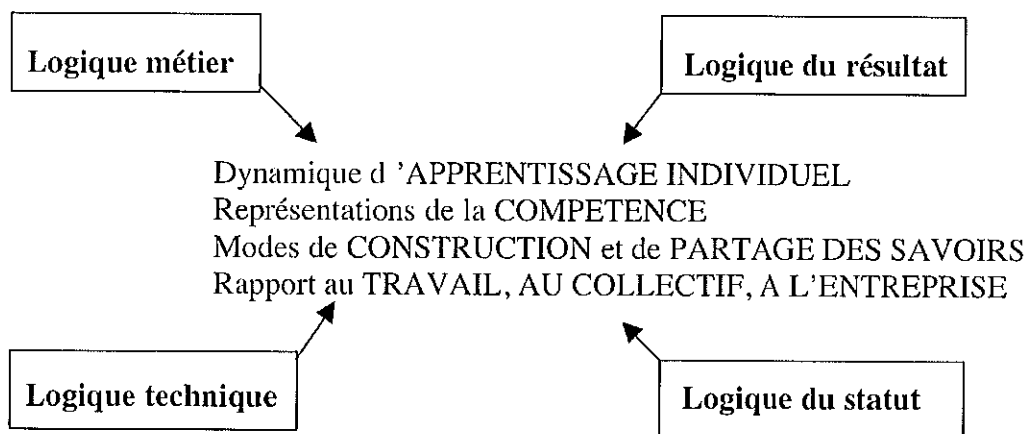 Logique métier
Logique du résultat
Dynamique d 'APPRENTISSAGE INDIVIDUEL
Représentations de la COMPETENCE
Modes de CONSTRUCTION et de PARTAGE DES SAVOIRS
Rapport au TRAVAIL, AU COLLECTIF, A L'ENTREPRISE
Logique technique
Logique du statut